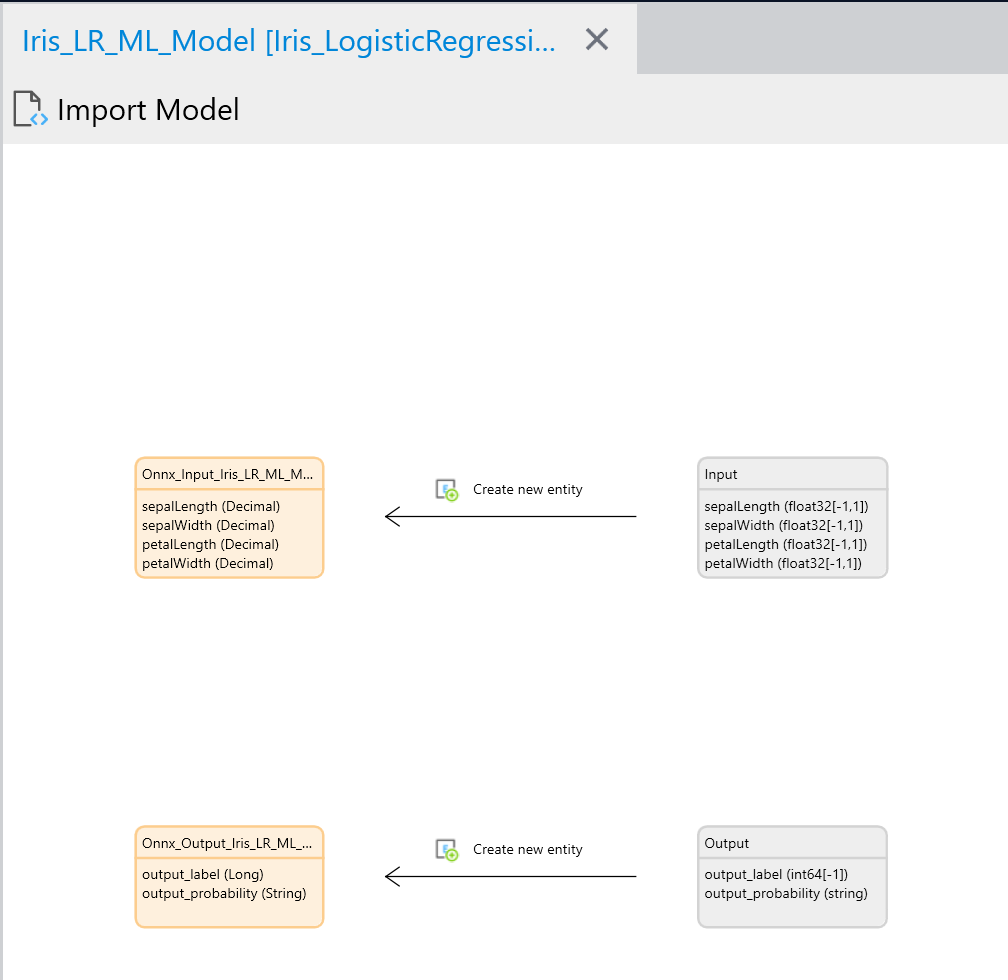 Iris_LR_ML_Model [Iris_LogisticRegressi...
Import Model
Onnx_Input_Iris_LR_ML_M...
sepalLength (Decimal)
sepalWidth (Decimal)
petalLength (Decimal)
petalWidth (Decimal)
Create new entity
Input
sepalLength (float32[-1,1])
sepalWidth (float32[-1,1])
petalLength (float32[-1,1])
petalWidth (float32[-1,1])
Onnx_Output_Iris_LR_ML_...
output_label (Long)
output_probability (String)
Create new entity
Output
output_label (int64[-1])
output_probability (string)